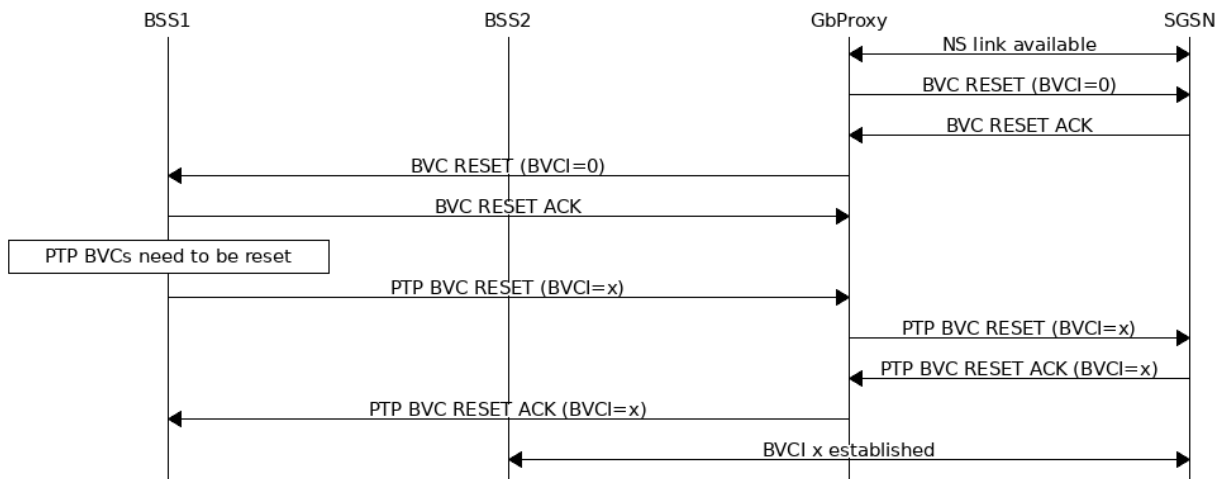 BSS1 BSS2 GbProxy SGSN
NS link available
BVC RESET (BVCI=0)
BVC RESET ACK
BVC RESET (BVCI=0)
BVC RESET ACK
PTP BVCs need to be reset
PTP BVC RESET (BVCI=x)
PTP BVC RESET (BVCI=x)
PTP BVC RESET ACK (BVCI=x)
PTP BVC RESET ACK (BVCI=x)
BVCI x established